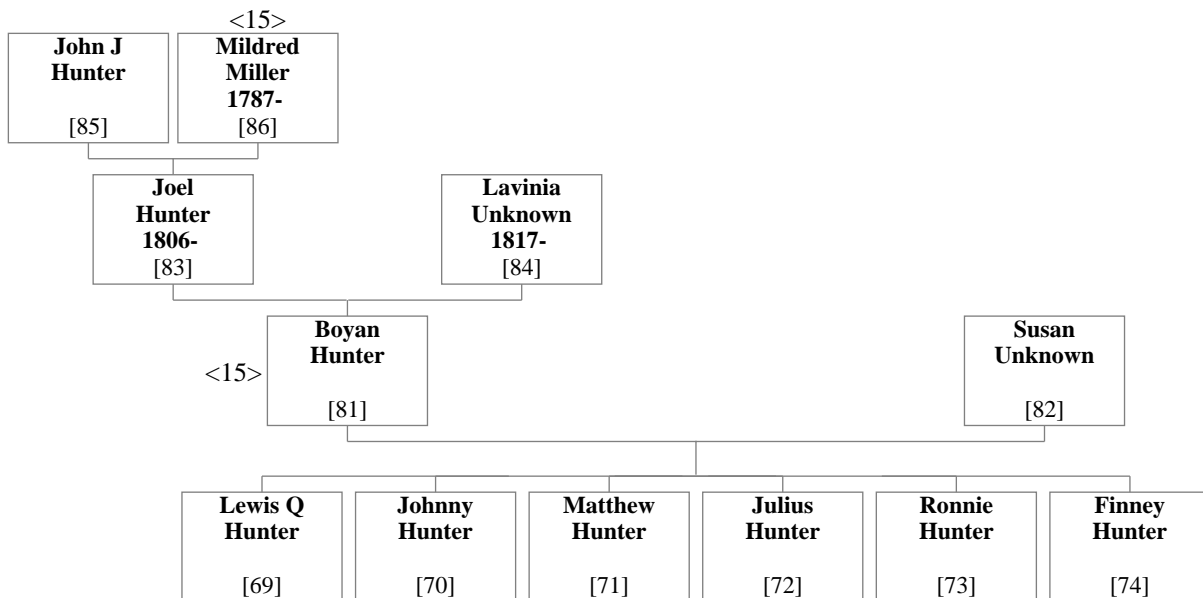 <15>
John J
Hunter
[85]
Mildred
Miller
1787-
[86]
Joel
Hunter
1806-
[83]
Lavinia
Unknown
1817-
[84]
<15>
Boyan
Hunter
[81]
Susan
Unknown
[82]
Lewis Q
Hunter
[69]
Johnny
Hunter
[70]
Matthew
Hunter
[71]
Julius
Hunter
[72]
Ronnie
Hunter
[73]
Finney
Hunter
[74]